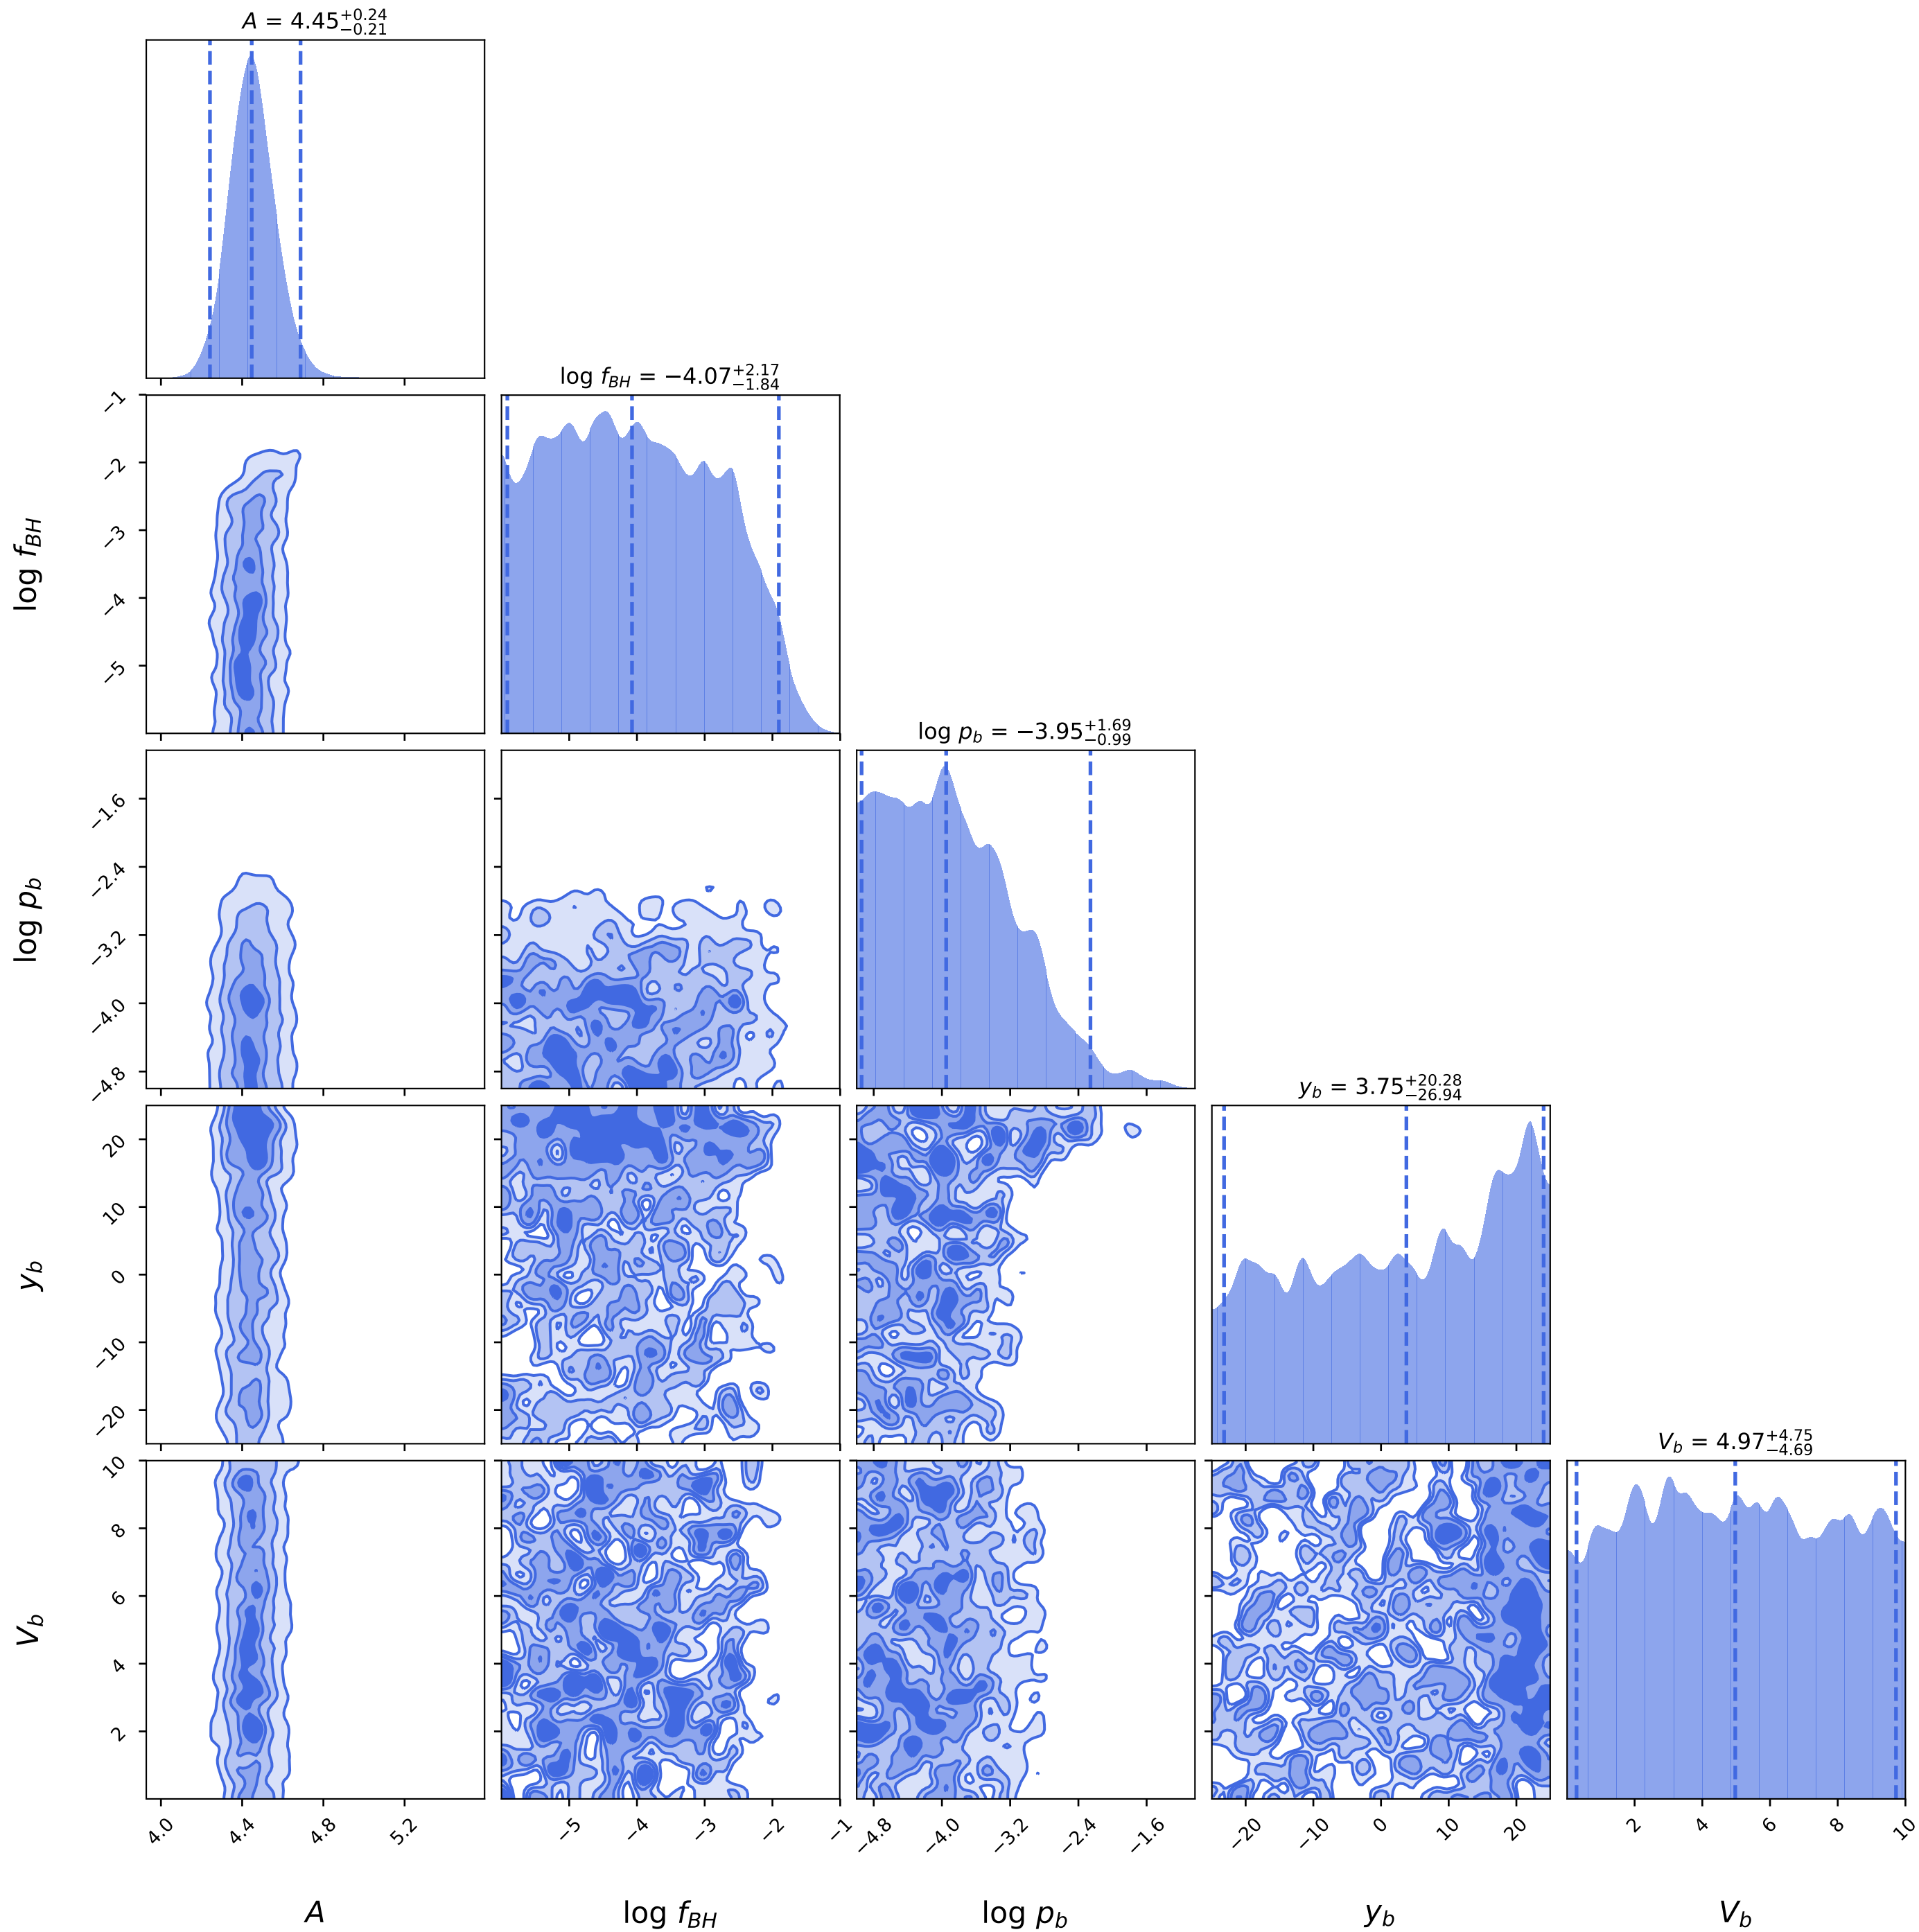 A = 4.45+0.24−0.21
log fBH = −4.07+2.17−1.84
−1
−2
−3
−4
−5
log fBH
log pb = −3.95+1.69−0.99
−1.6
−2.4
−3.2
−4.0
−4.8
log pb
yb = 3.75+20.28−26.94
20
10
0
−10
−20
yb
Vb = 4.97+4.75−4.69
10
8
6
4
2
Vb
4.0 4.4 4.8 5.2 −5 −4 −3 −2 −1 −4.8 −4.0 −3.2 −2.4 −1.6 −20 −10 0 10 20 2 4 6 8 10
A log fBH log pb yb Vb